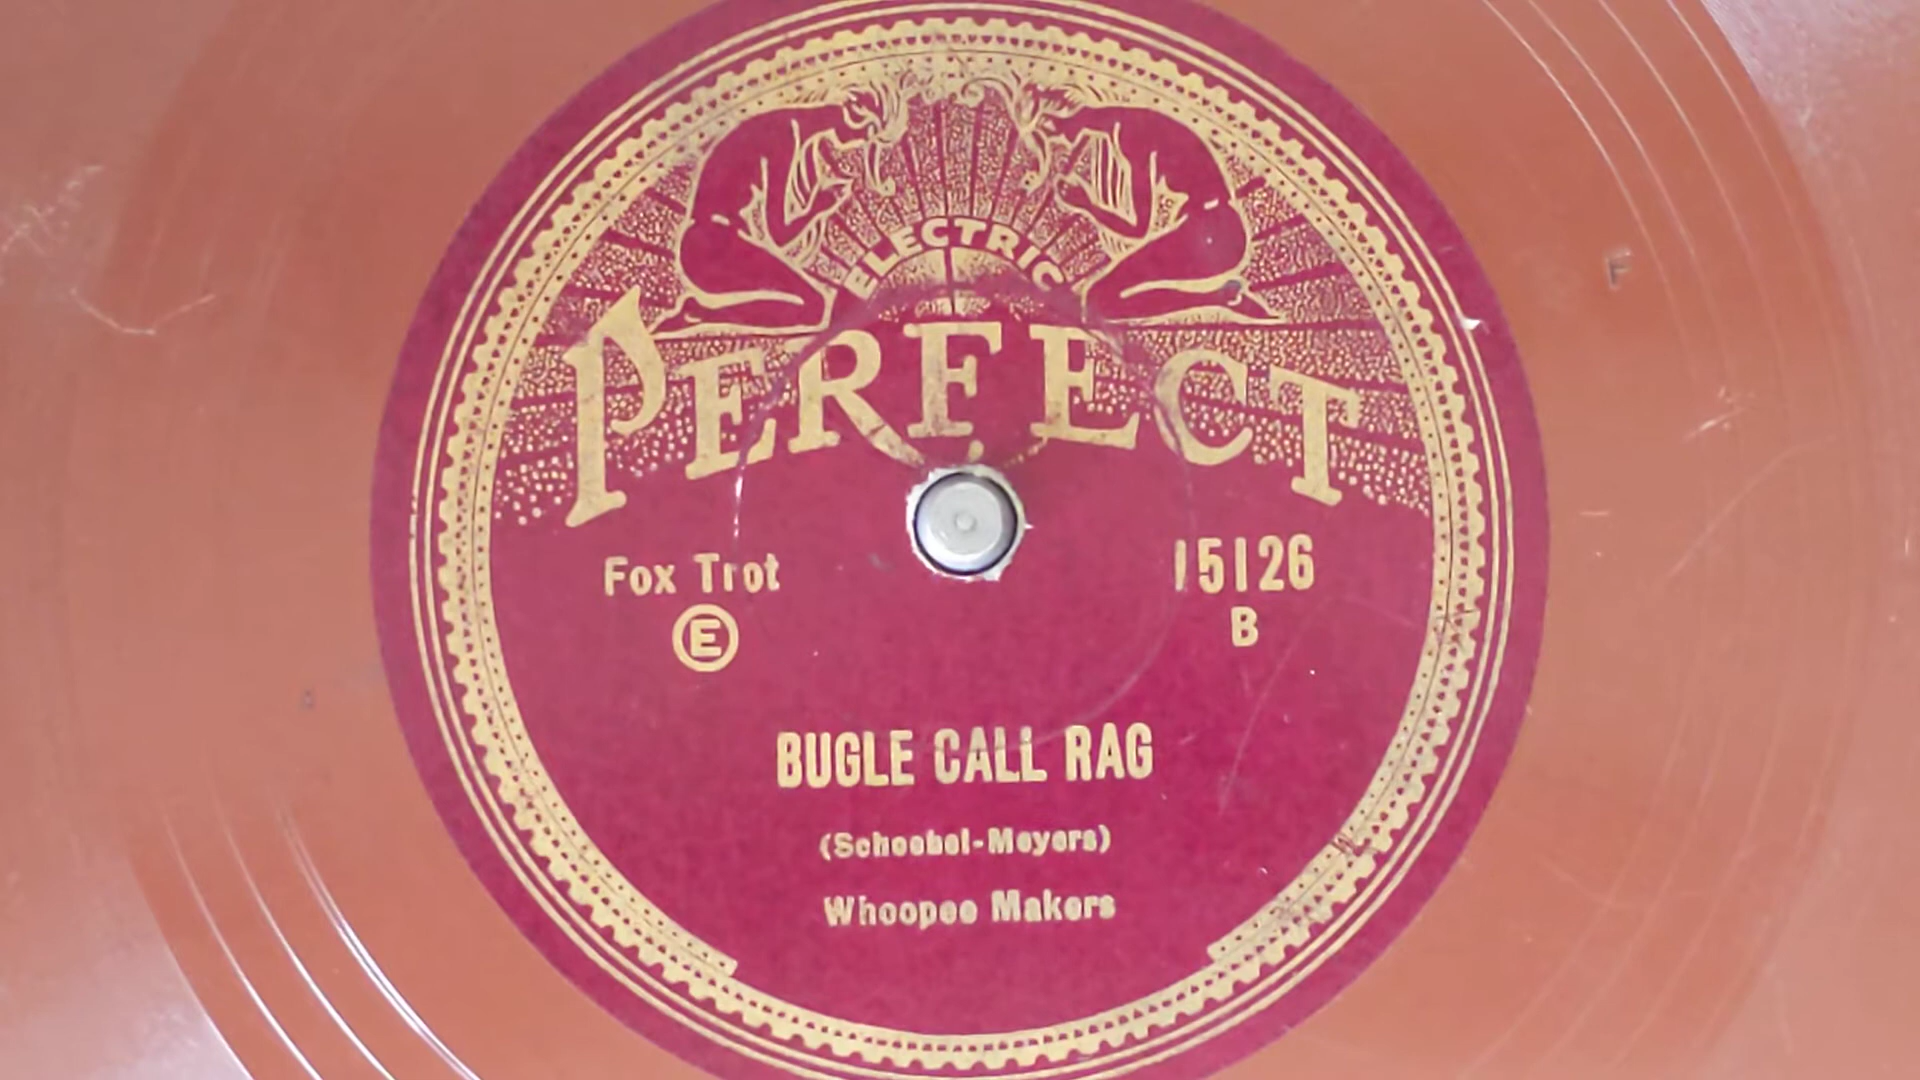 ELECTRIC
PERFECT
Fox Trot
E
15126
B
BUGLE CALL RAG
(Schoebel-Meyers)
Whoopee Makers